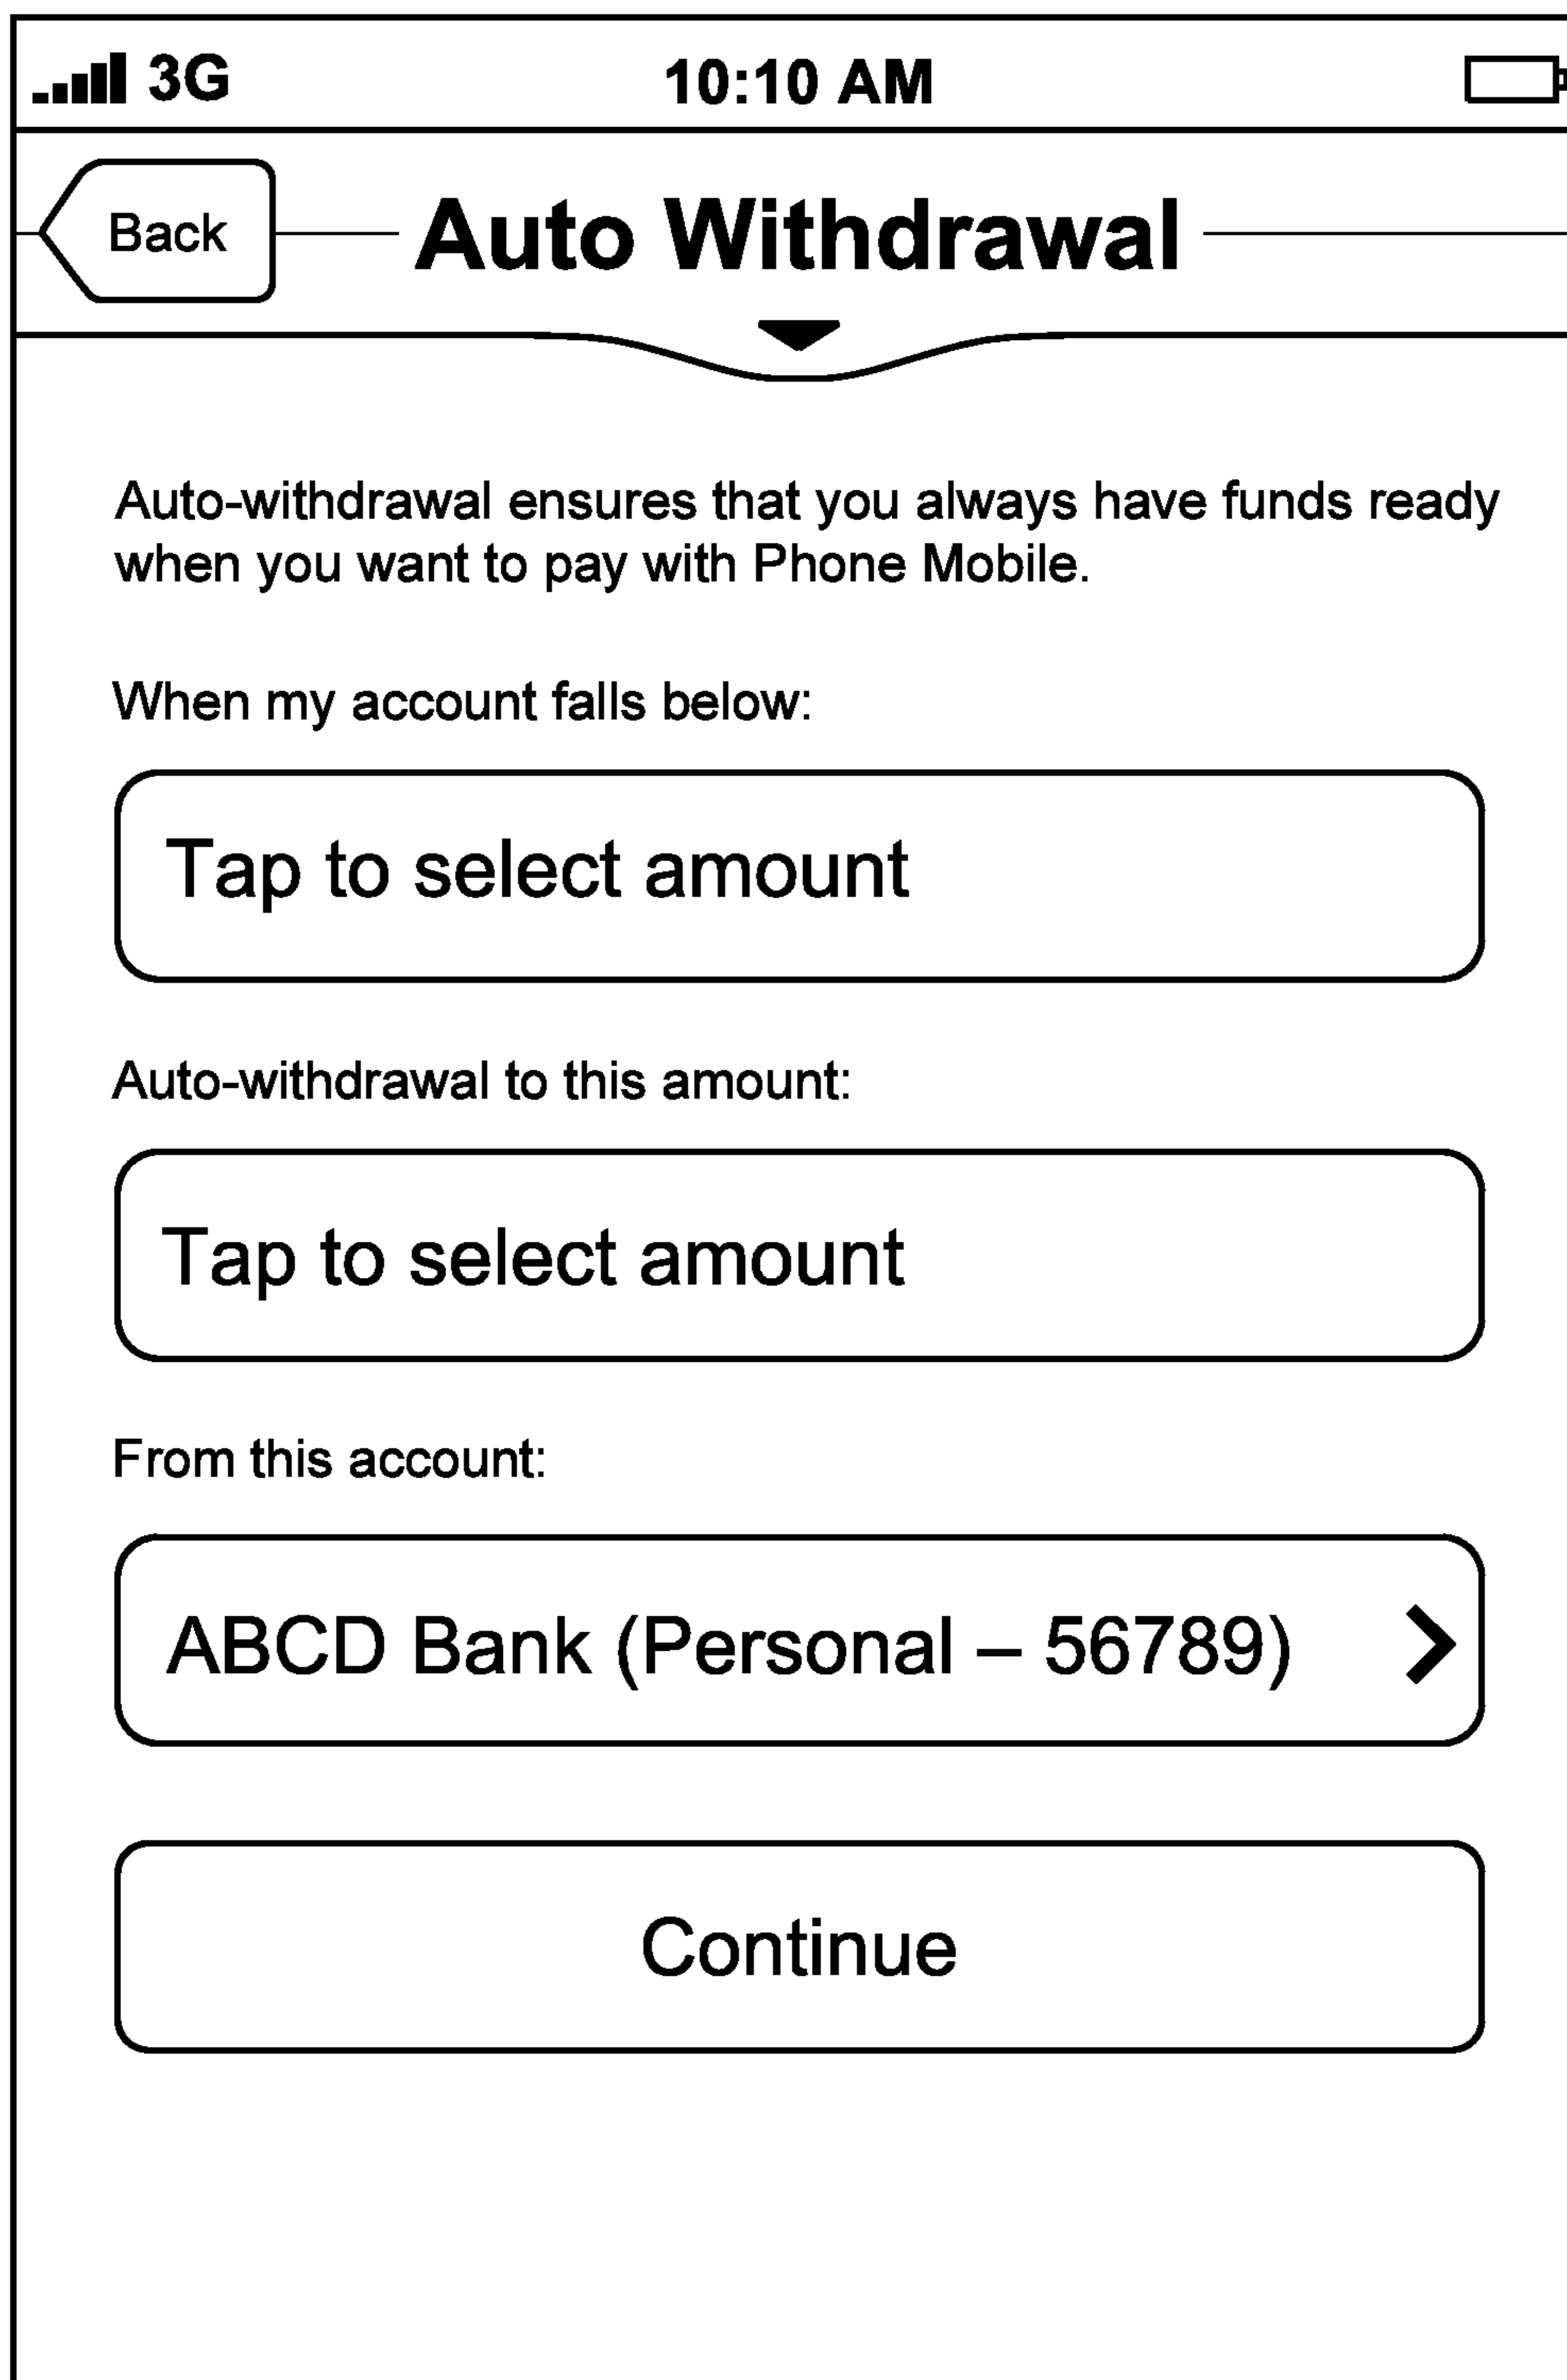 3G 10:10 AM
Back Auto Withdrawal
Auto-withdrawal ensures that you always have funds ready
when you want to pay with Phone Mobile.
When my account falls below:
Tap to select amount
Auto-withdrawal to this amount:
Tap to select amount
From this account:
ABCD Bank (Personal – 56789)
Continue